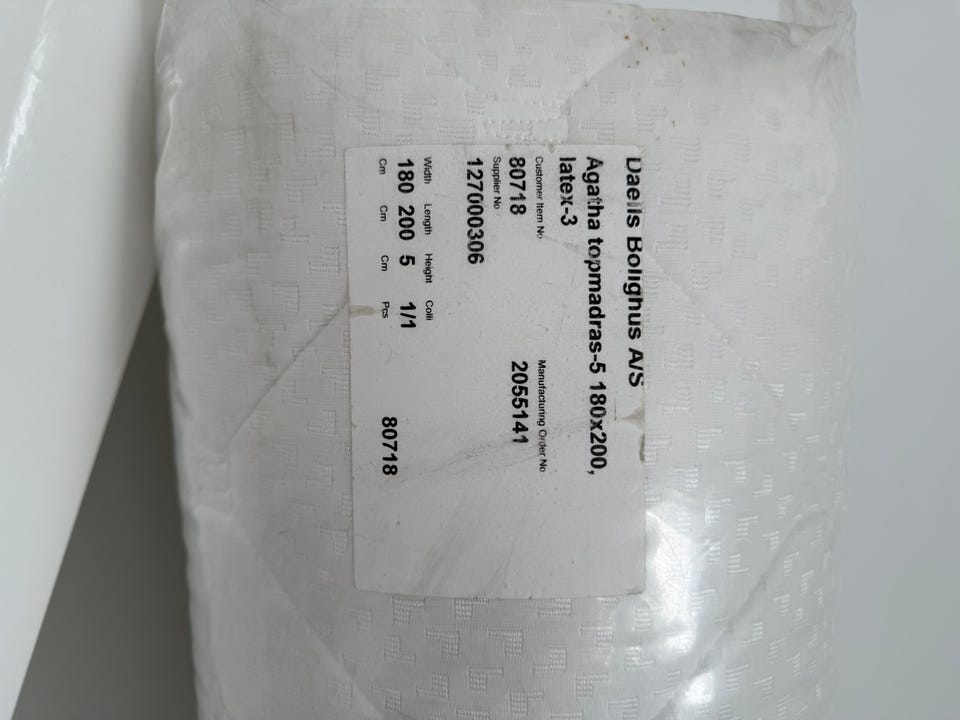 Daells Bolighus A/S
Agatha topmadras-5 180x200,
latex-3
Customer Item No
Manufacturing Order No
80718
2055141
Supplier No
127000306
Width Length Height Colli
180 200 5 1/1
Cm Cm Cm Pcs
80718